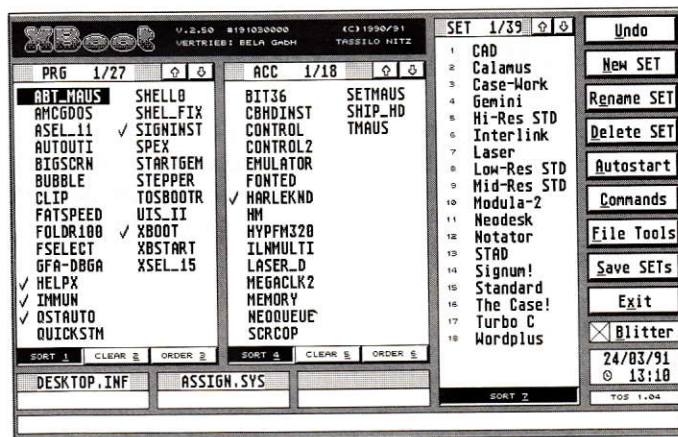 XBoot
V.2.50 #191030000 (C) 1990/91
VERTRIEB: BELA GmbH TASSILO NITZ
PRG 1/27
ABT_MAUS
AMCGDOS
ASEL_11
AUTOUTI
BIGSCRN
BUBBLE
CLIP
FATSPEED
FOLDR100
FSELECT
GFA-DBGA
✓ HELPX
✓ IMMUN
✓ QSTAUTO
QUICKSTM
SHELL0
SHEL_FIX
✓ SIGNINST
SPEX
STARTGEM
STEPPER
TOSBOOTR
UIS_II
✓ XBOOT
XBSTART
XSEL_15
SORT 1 CLEAR 2 ORDER 3
ACC 1/18
BIT36
CBHDINST
CONTROL
CONTROL2
EMULATOR
FONTED
✓ HARLEKND
HM
HYPFM320
ILNMULTI
LASER_D
MEGACLK2
MEMORY
NEOQUEUE
SCRCOP
SETMAUS
SHIP_HD
TMAUS
SORT 4 CLEAR 5 ORDER 6
DESKTOP.INF
ASSIGN.SYS
SET 1/39
1 CAD
2 Calamus
3 Case-Work
4 Gemini
5 Hi-Res STD
6 Interlink
7 Laser
8 Low-Res STD
9 Mid-Res STD
10 Modula-2
11 Neodesk
12 Notator
13 STAD
14 Signum!
15 Standard
16 The Case!
17 Turbo C
18 Wordplus
SORT 7
Undo
New SET
Rename SET
Delete SET
Autostart
Commands
File Tools
Save SETs
Exit
Blitter
24/03/91
13:10
TOS 1.04